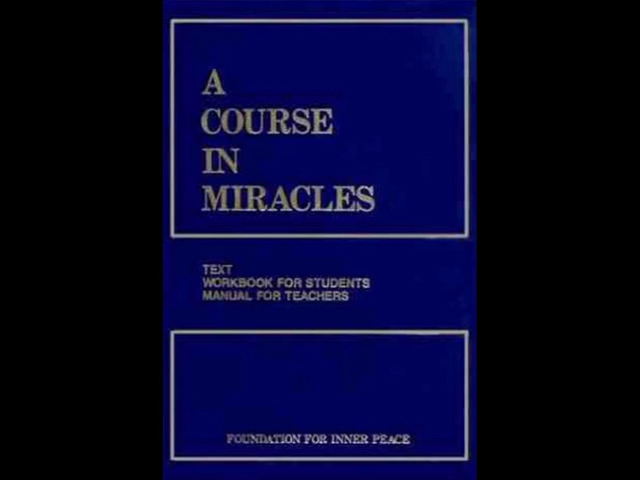 A
COURSE
IN
MIRACLES
TEXT
WORKBOOK FOR STUDENTS
MANUAL FOR TEACHERS
FOUNDATION FOR INNER PEACE